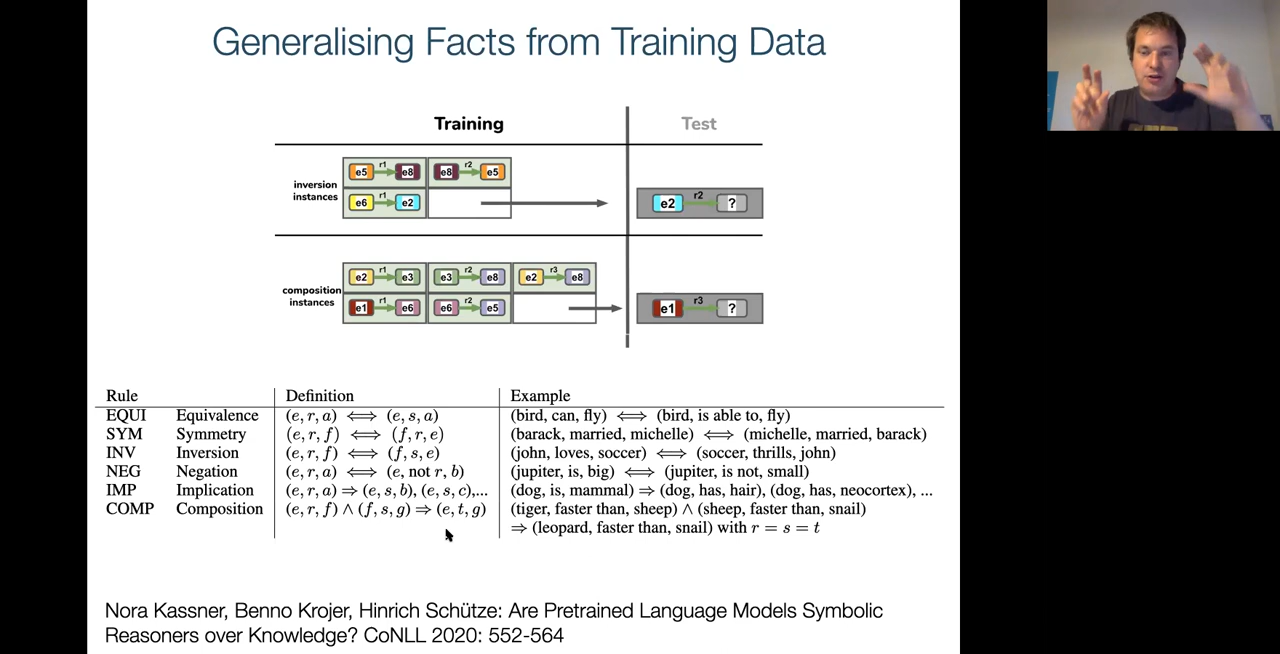 Generalising Facts from Training Data
Training Test
inversion instances
e5 r1 e8 e8 r2 e5
e6 r1 e2
e2 r2 ?
composition instances
e2 r1 e3 e3 r2 e8 e2 r3 e8
e1 r1 e6 e6 r2 e5
e1 r3 ?
Rule Definition Example
EQUI Equivalence (e, r, a) ⟺ (e, s, a) (bird, can, fly) ⟺ (bird, is able to, fly)
SYM Symmetry (e, r, f) ⟺ (f, r, e) (barack, married, michelle) ⟺ (michelle, married, barack)
INV Inversion (e, r, f) ⟺ (f, s, e) (john, loves, soccer) ⟺ (soccer, thrills, john)
NEG Negation (e, r, a) ⟺ (e, not r, b) (jupiter, is, big) ⟺ (jupiter, is not, small)
IMP Implication (e, r, a) ⇒ (e, s, b), (e, s, c),... (dog, is, mammal) ⇒ (dog, has, hair), (dog, has, neocortex), ...
COMP Composition (e, r, f) ∧ (f, s, g) ⇒ (e, t, g) (tiger, faster than, sheep) ∧ (sheep, faster than, snail)
⇒ (leopard, faster than, snail) with r = s = t
Nora Kassner, Benno Krojer, Hinrich Schütze: Are Pretrained Language Models Symbolic
Reasoners over Knowledge? CoNLL 2020: 552-564